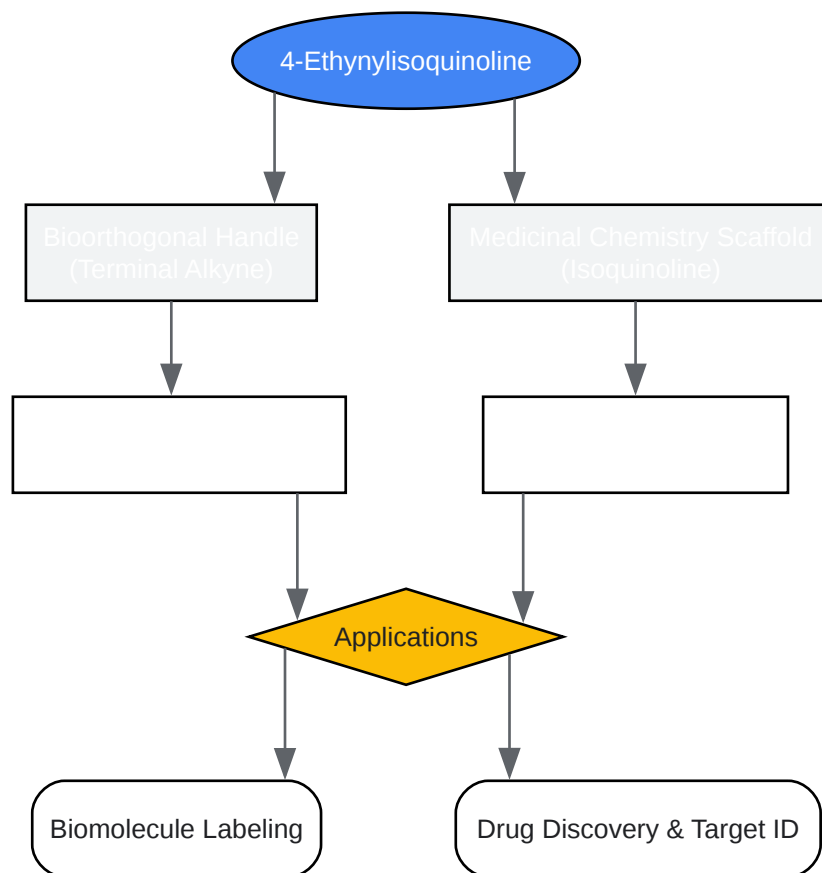 4-Ethynylisoquinoline
Bioorthogonal Handle
(Terminal Alkyne)
Medicinal Chemistry Scaffold
(Isoquinoline)
Applications
Biomolecule Labeling
Drug Discovery & Target ID